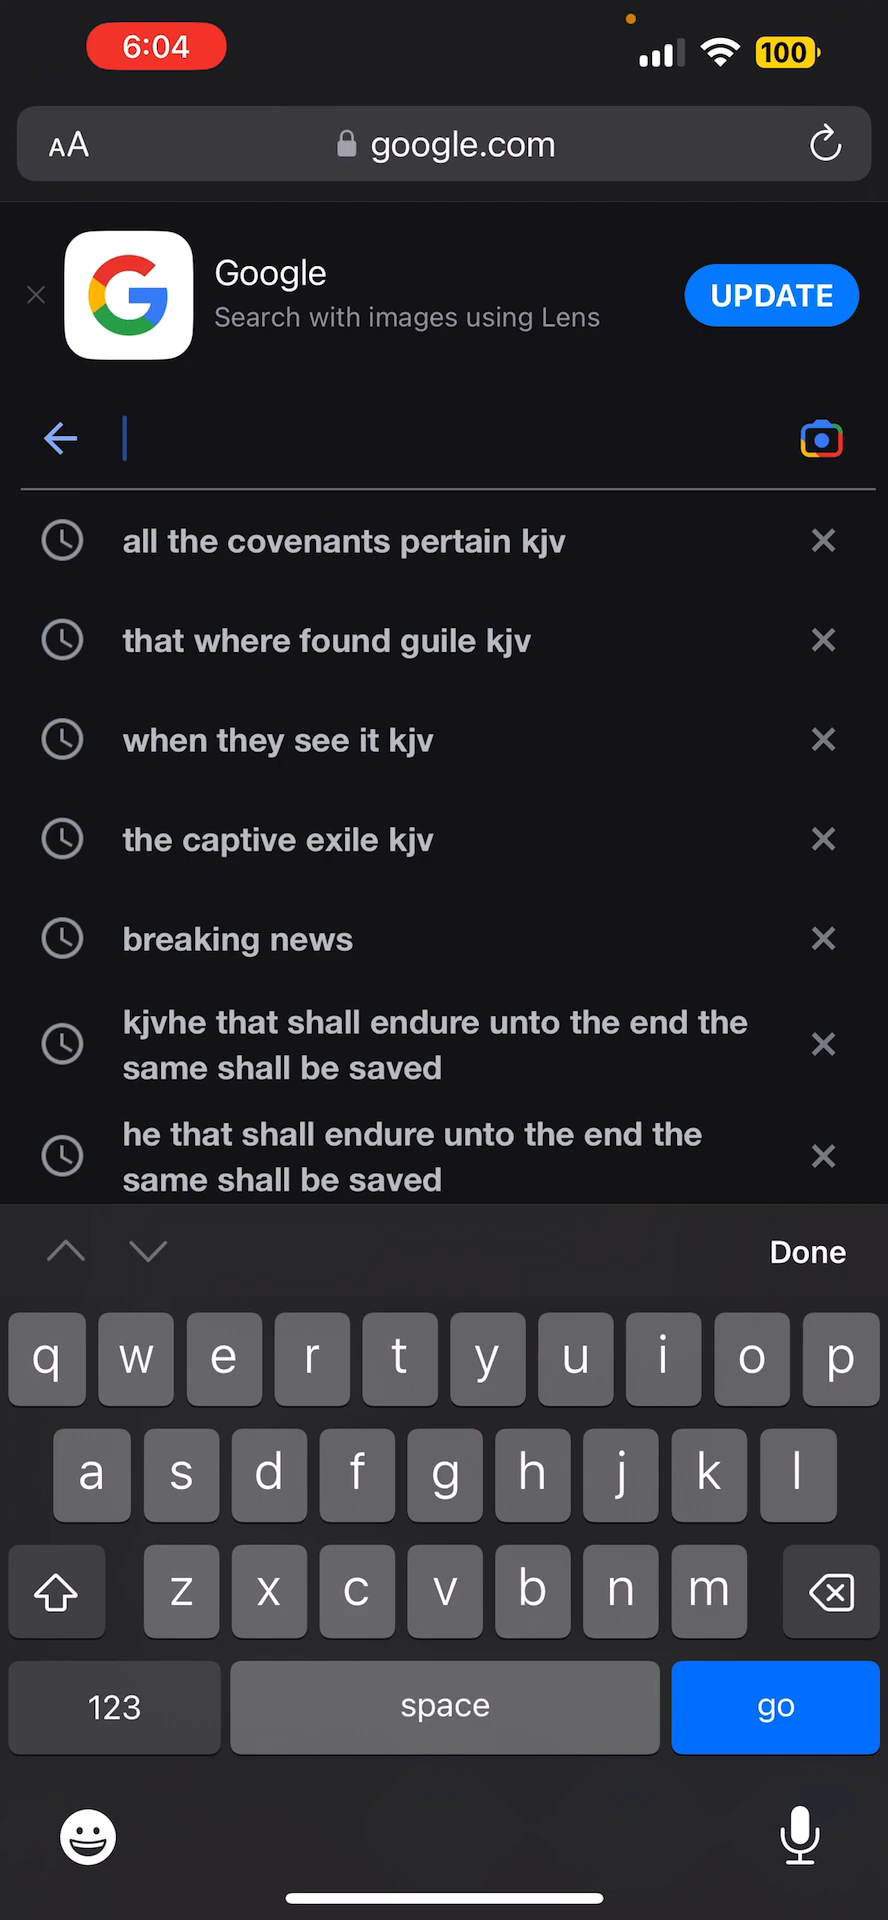 6:04
100
AA
google.com
Google
Search with images using Lens
UPDATE
all the covenants pertain kjv
that where found guile kjv
when they see it kjv
the captive exile kjv
breaking news
kjvhe that shall endure unto the end the
same shall be saved
he that shall endure unto the end the
same shall be saved
Done
q w e r t y u i o p
a s d f g h j k l
z x c v b n m
123 space go